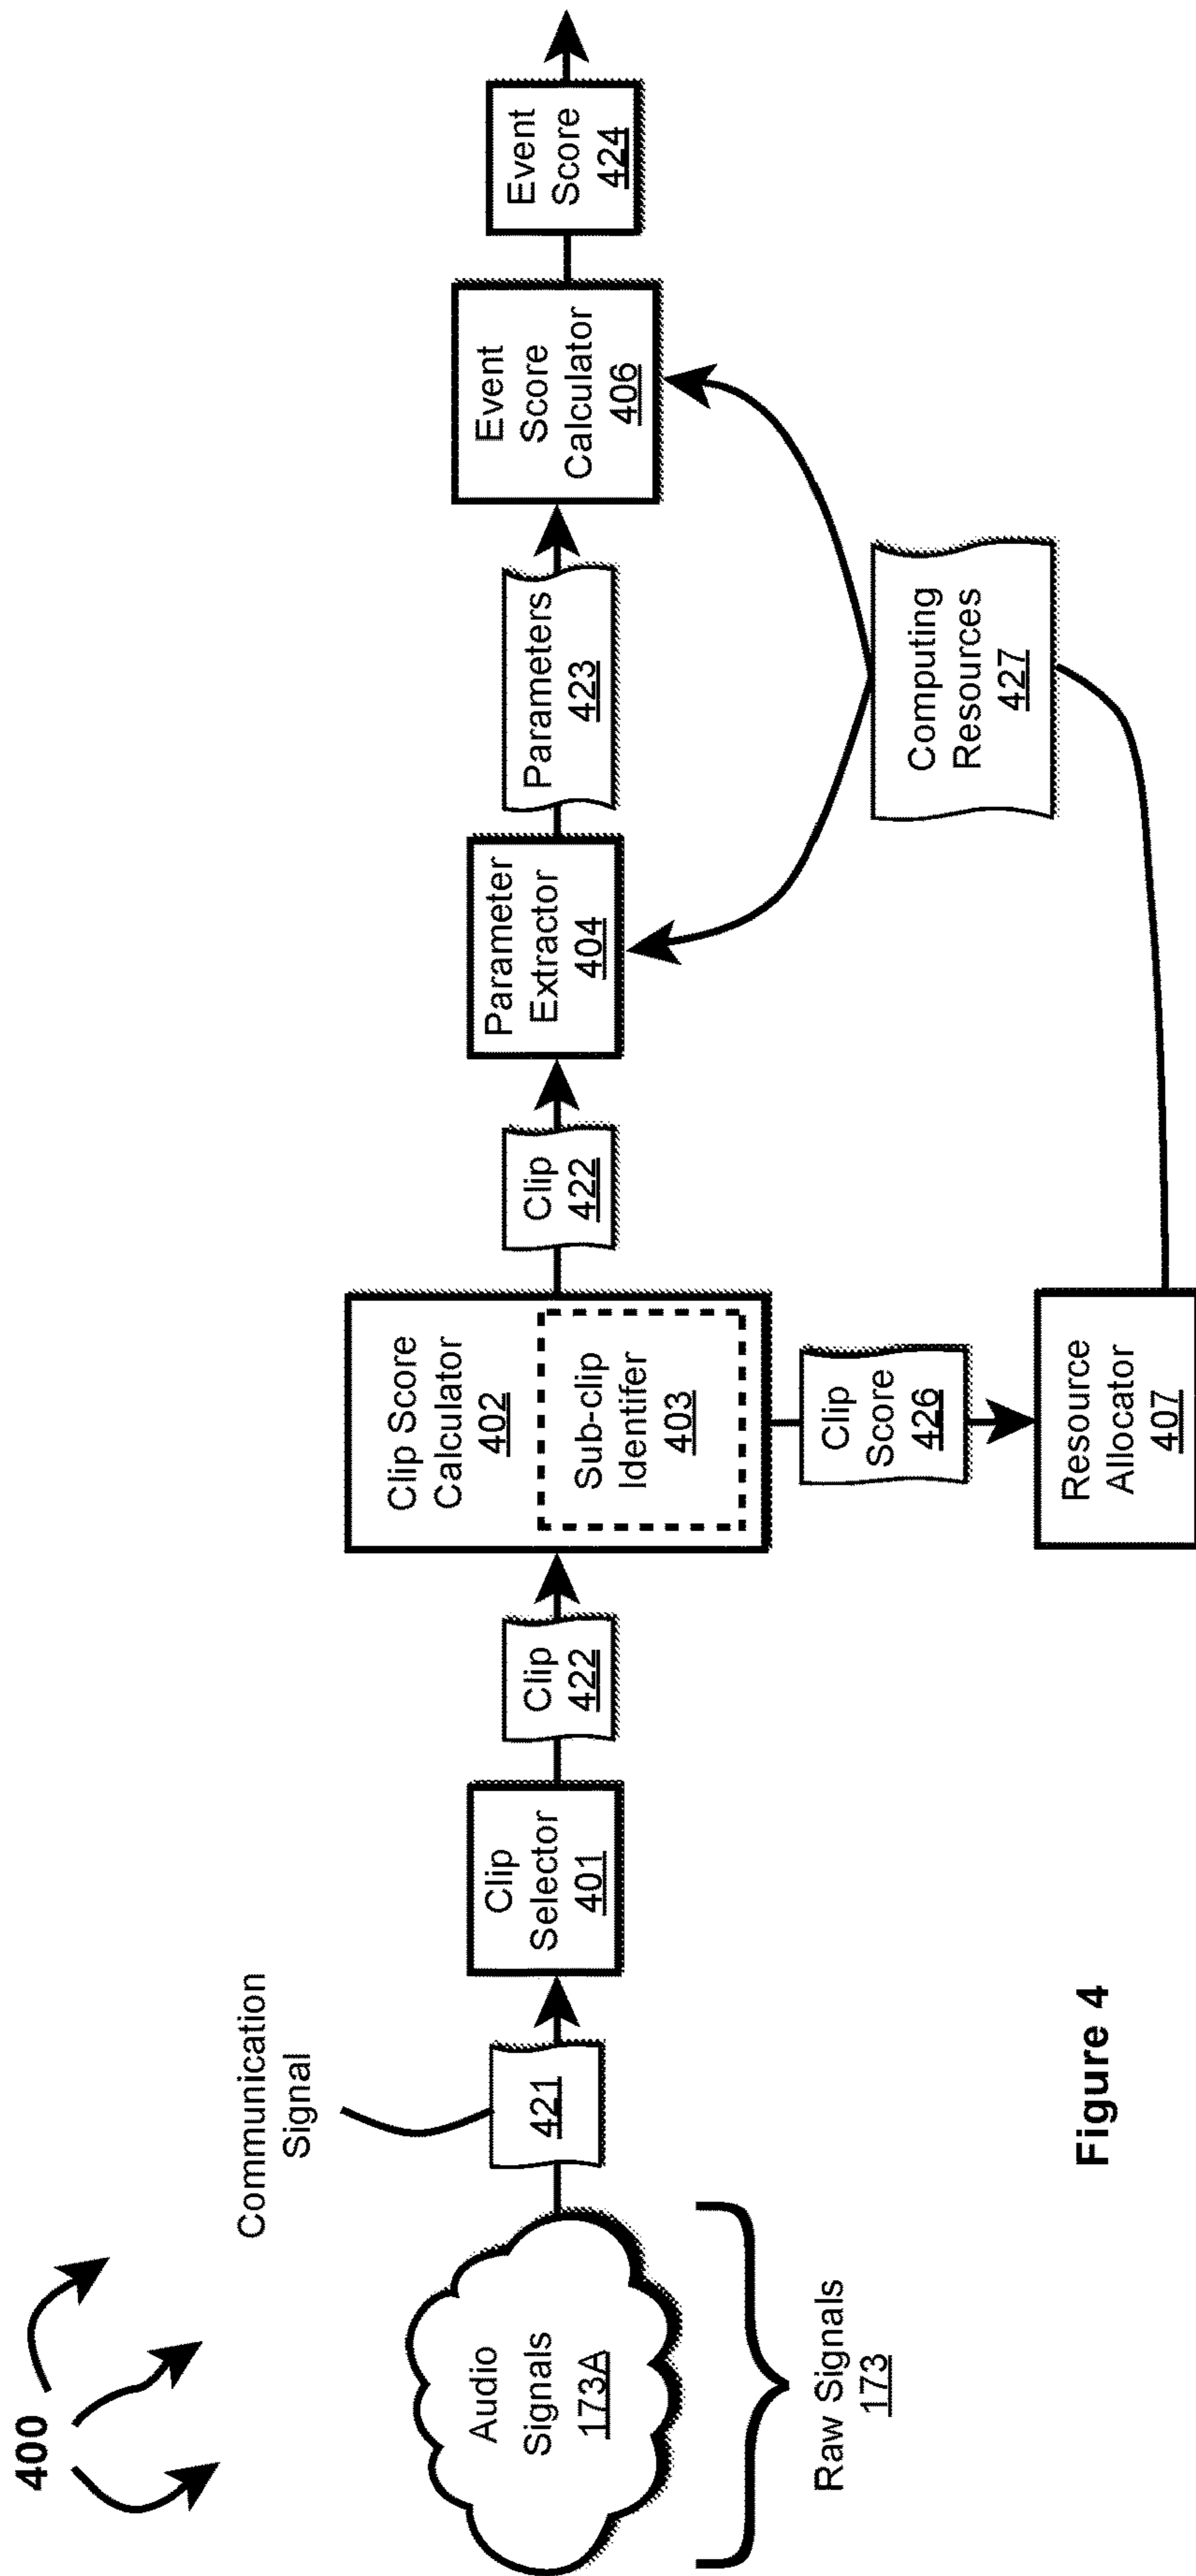 400
Communication
Signal
Audio
Signals
173A
Raw Signals
173
421
Clip
Selector
401
Clip
422
Clip Score
Calculator
402
Sub-clip
Identifer
403
Clip
422
Parameter
Extractor
404
Parameters
423
Event
Score
Calculator
406
Event
Score
424
Clip
Score
426
Resource
Allocator
407
Computing
Resources
427
Figure 4